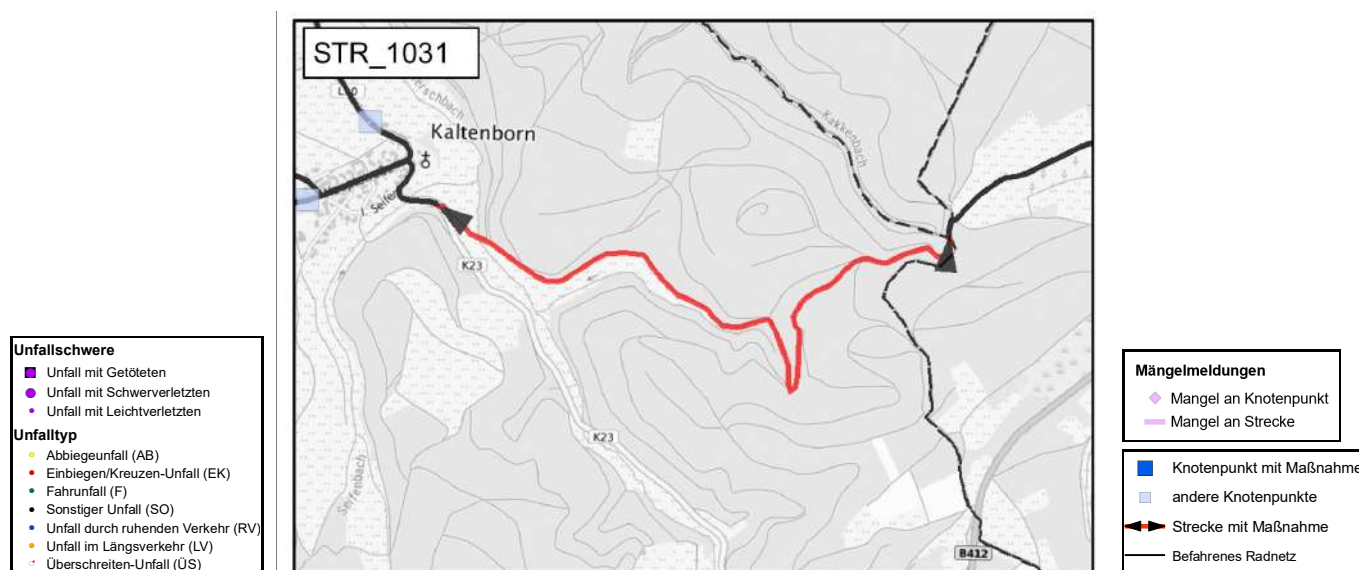 STR_1031
Kaltenborn
Kakkenbach
I. Seifen
K23
K23
Seifenbach
B412
Unfallschwere
Unfall mit Getöteten
Unfall mit Schwerverletzten
Unfall mit Leichtverletzten
Unfalltyp
Abbiegeunfall (AB)
Einbiegen/Kreuzen-Unfall (EK)
Fahrunfall (F)
Sonstiger Unfall (SO)
Unfall durch ruhenden Verkehr (RV)
Unfall im Längsverkehr (LV)
Überschreiten-Unfall (ÜS)
Mängelmeldungen
Mangel an Knotenpunkt
Mangel an Strecke
Knotenpunkt mit Maßnahme
andere Knotenpunkte
Strecke mit Maßnahme
Befahrenes Radnetz